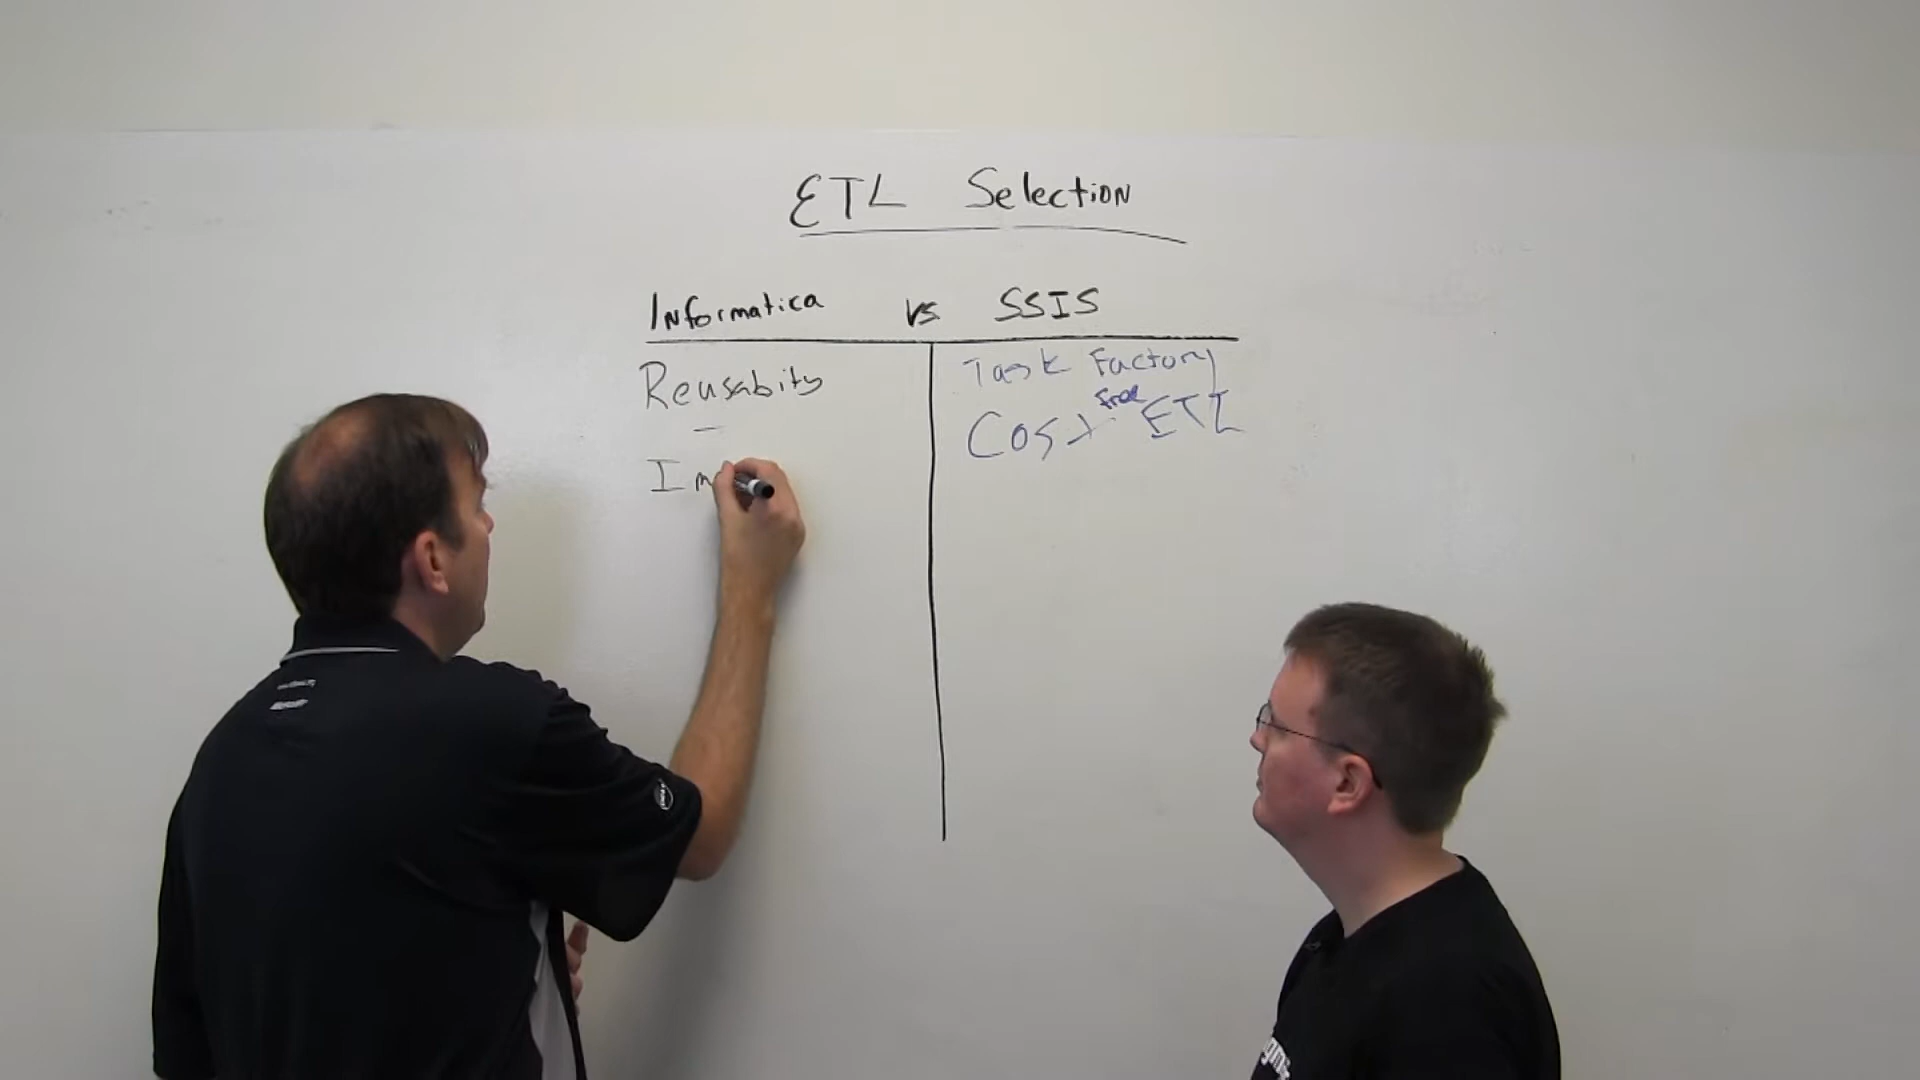 ETL Selection
Informatica vs SSIS
Reusabity
Task Factory
free
Cost ETL